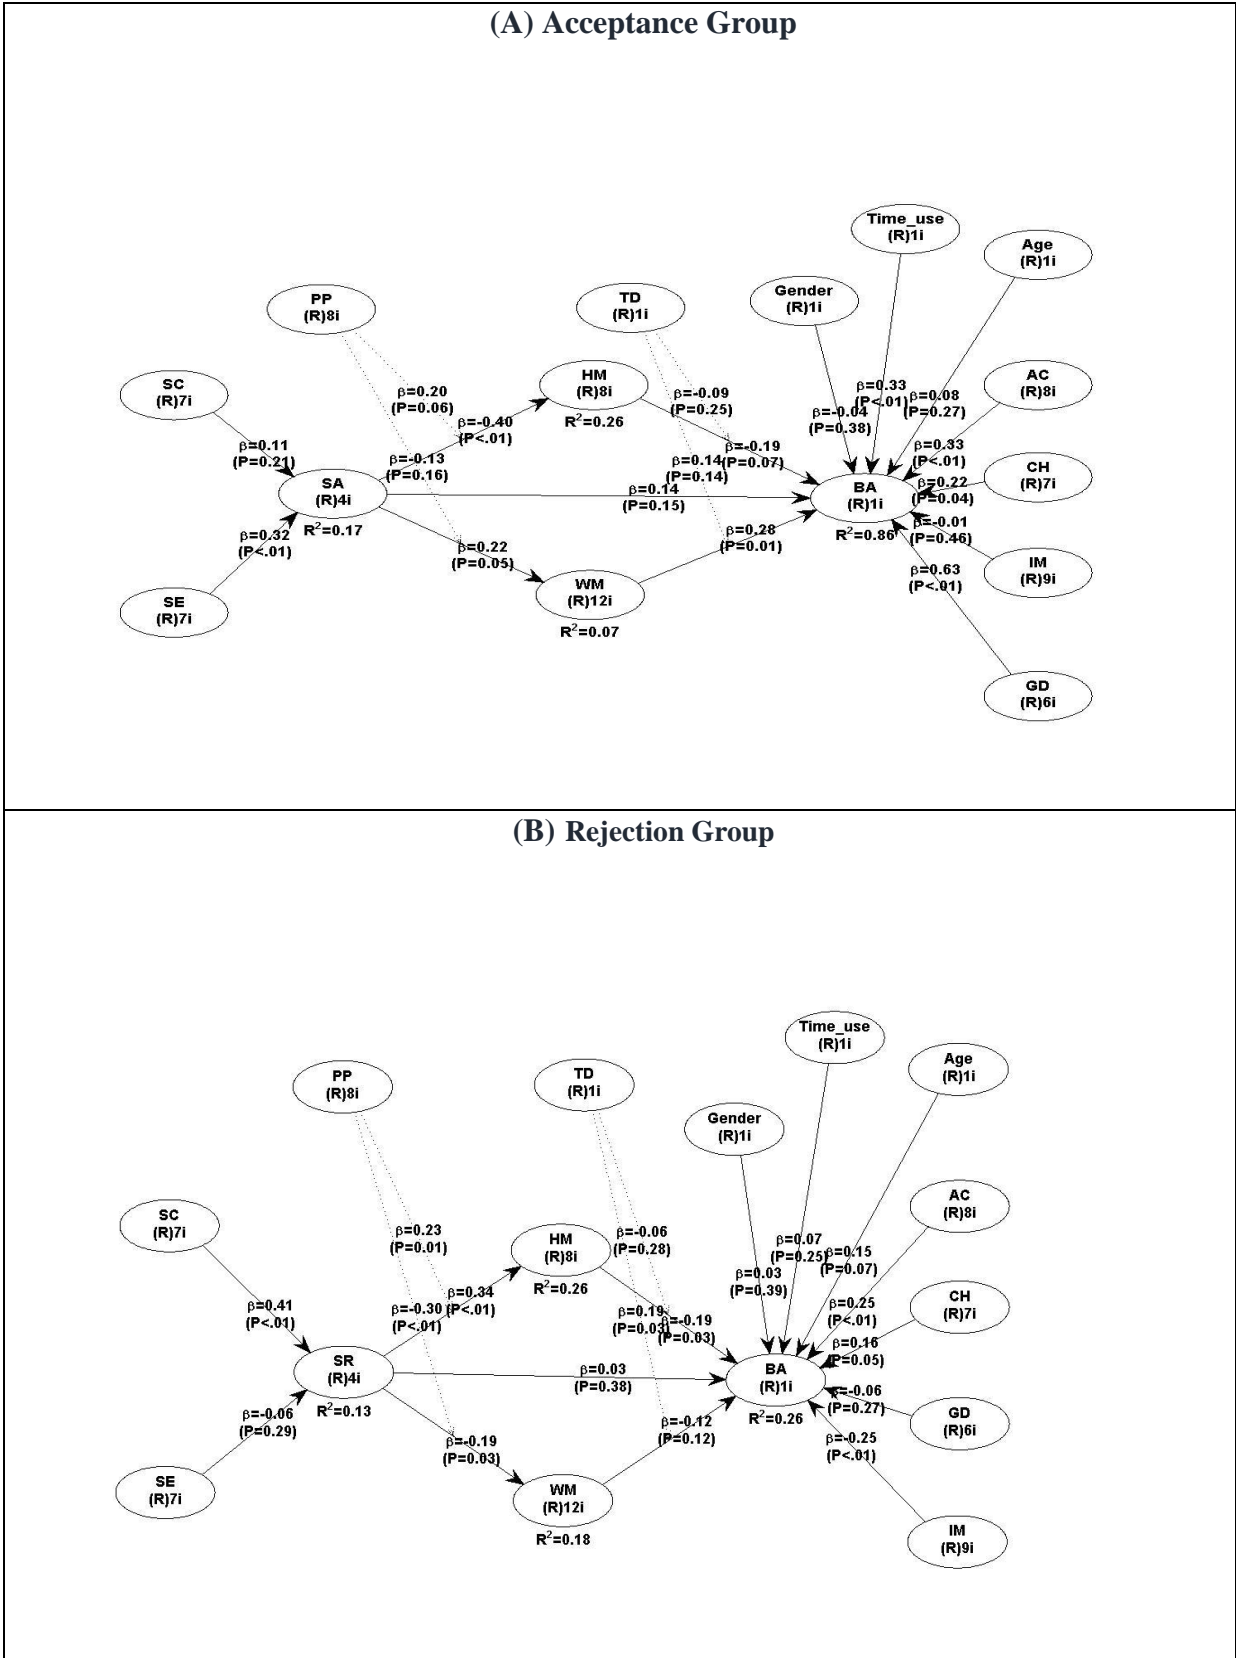 (A) Acceptance Group
Time_use
(R)1i
Age
(R)1i
Gender
(R)1i
PP
(R)8i
TD
(R)1i
SC
(R)7i
HM
(R)8i
R²=0.26
AC
(R)8i
β=0.20
(P=0.06)
β=-0.09
(P=0.25)
β=0.33
(P<.01)
β=0.08
(P=0.27)
β=-0.04
(P=0.38)
β=-0.40
(P<.01)
β=0.11
(P=0.21)
β=-0.13
(P=0.16)
β=-0.19
(P=0.07)
β=0.14
(P=0.14)
β=0.33
(P<.01)
CH
(R)7i
SA
(R)4i
R²=0.17
β=0.14
(P=0.15)
BA
(R)1i
R²=0.86
β=0.22
(P=0.04)
β=0.32
(P<.01)
β=0.22
(P=0.05)
β=0.28
(P=0.01)
β=-0.01
(P=0.46)
IM
(R)9i
β=0.63
(P<.01)
WM
(R)12i
R²=0.07
SE
(R)7i
GD
(R)6i
(B) Rejection Group
Time_use
(R)1i
Age
(R)1i
PP
(R)8i
TD
(R)1i
Gender
(R)1i
AC
(R)8i
SC
(R)7i
HM
(R)8i
R²=0.26
β=0.23
(P=0.01)
β=-0.06
(P=0.28)
β=0.07
(P=0.25)
β=0.15
(P=0.07)
β=0.03
(P=0.39)
β=0.34
(P<.01)
β=-0.30
(P<.01)
β=0.41
(P<.01)
β=0.19
(P=0.03)
β=-0.19
(P=0.03)
β=0.25
(P<.01)
CH
(R)7i
β=0.16
(P=0.05)
SR
(R)4i
R²=0.13
β=0.03
(P=0.38)
BA
(R)1i
R²=0.26
β=-0.06
(P=0.27)
GD
(R)6i
β=-0.06
(P=0.29)
β=-0.19
(P=0.03)
β=-0.12
(P=0.12)
β=-0.25
(P<.01)
SE
(R)7i
WM
(R)12i
R²=0.18
IM
(R)9i